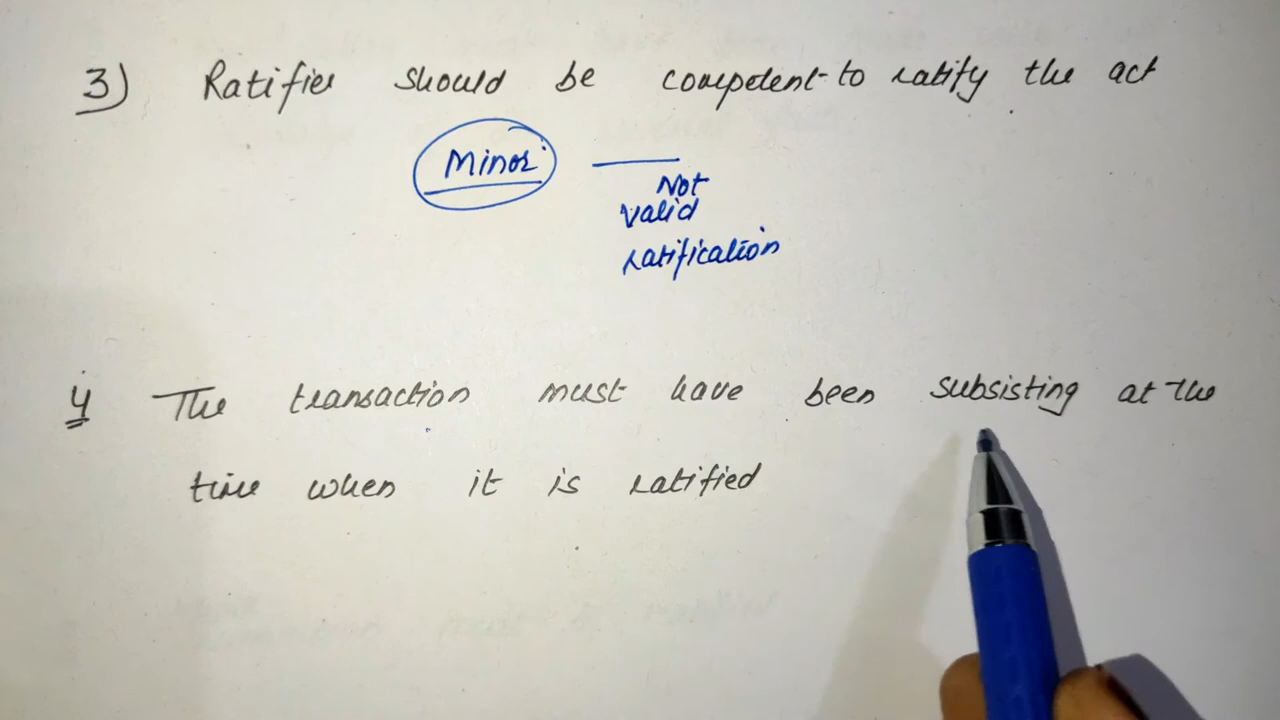 3) Ratifier should be competent to ratify the act
Minor —
Not
valid
ratification
4 The transaction must have been subsisting at the
time when it is ratified